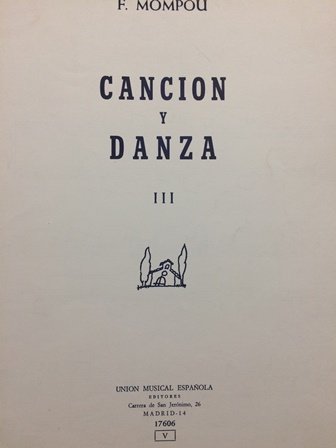 F. MOMPOU
CANCION
Y
DANZA
III
UNION MUSICAL ESPAÑOLA
EDITORES
Carrera de San Jerónimo, 26
MADRID-14
17606
V